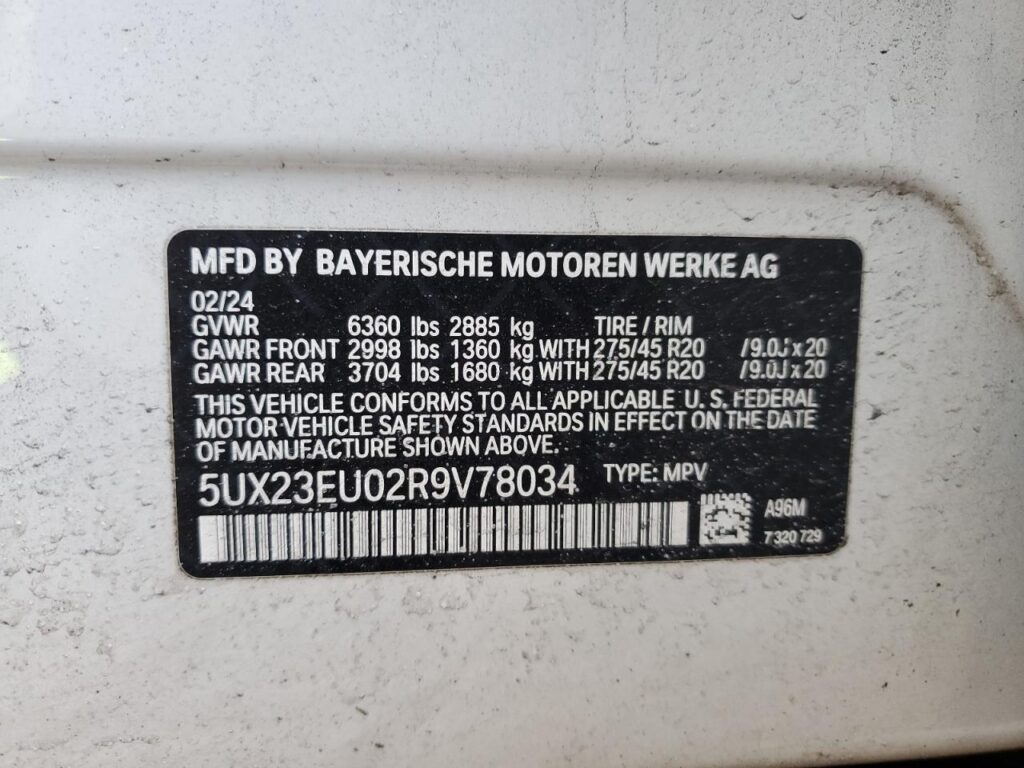 MFD BY BAYERISCHE MOTOREN WERKE AG
02/24
GVWR 6360 lbs 2885 kg TIRE / RIM
GAWR FRONT 2998 lbs 1360 kg WITH 275/45 R20 /9.0J x 20
GAWR REAR 3704 lbs 1680 kg WITH 275/45 R20 /9.0J x 20
THIS VEHICLE CONFORMS TO ALL APPLICABLE U. S. FEDERAL
MOTOR VEHICLE SAFETY STANDARDS IN EFFECT ON THE DATE
OF MANUFACTURE SHOWN ABOVE.
5UX23EU02R9V78034 TYPE: MPV
A96M
7 320 729